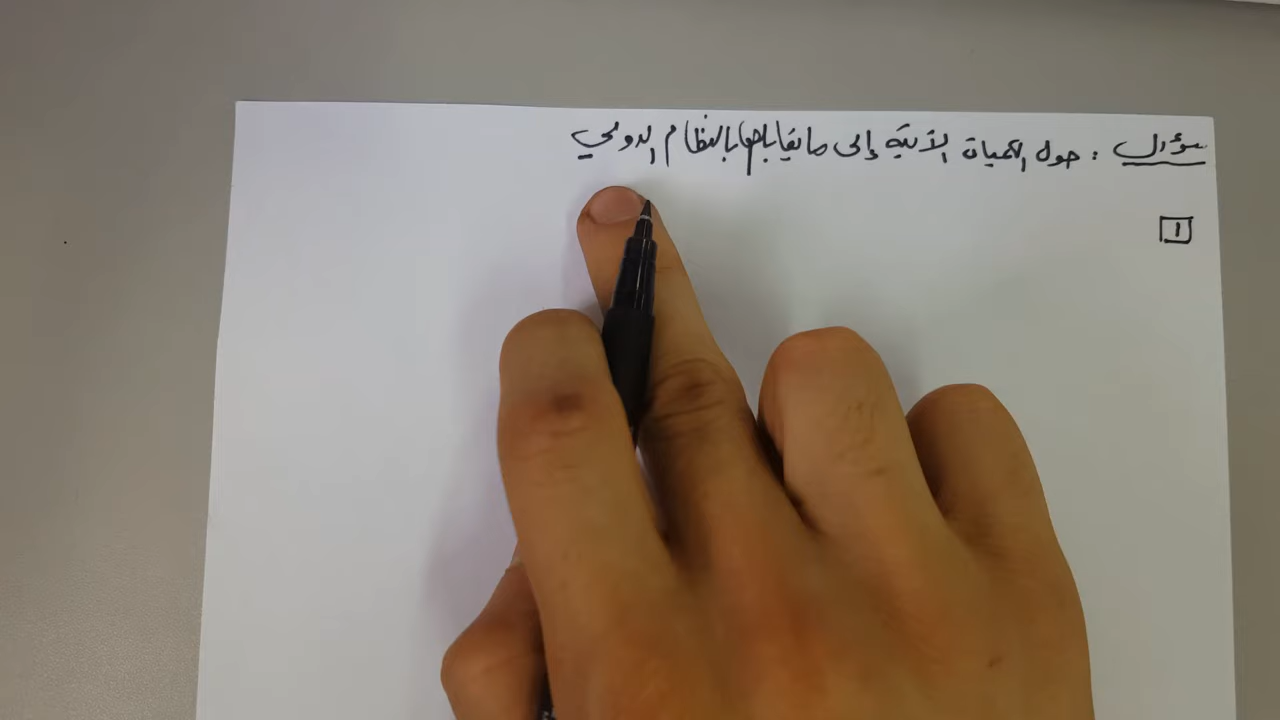 سؤال : حول الكميات الآتية إلى ما يقابلها بالنظام الدولي
1